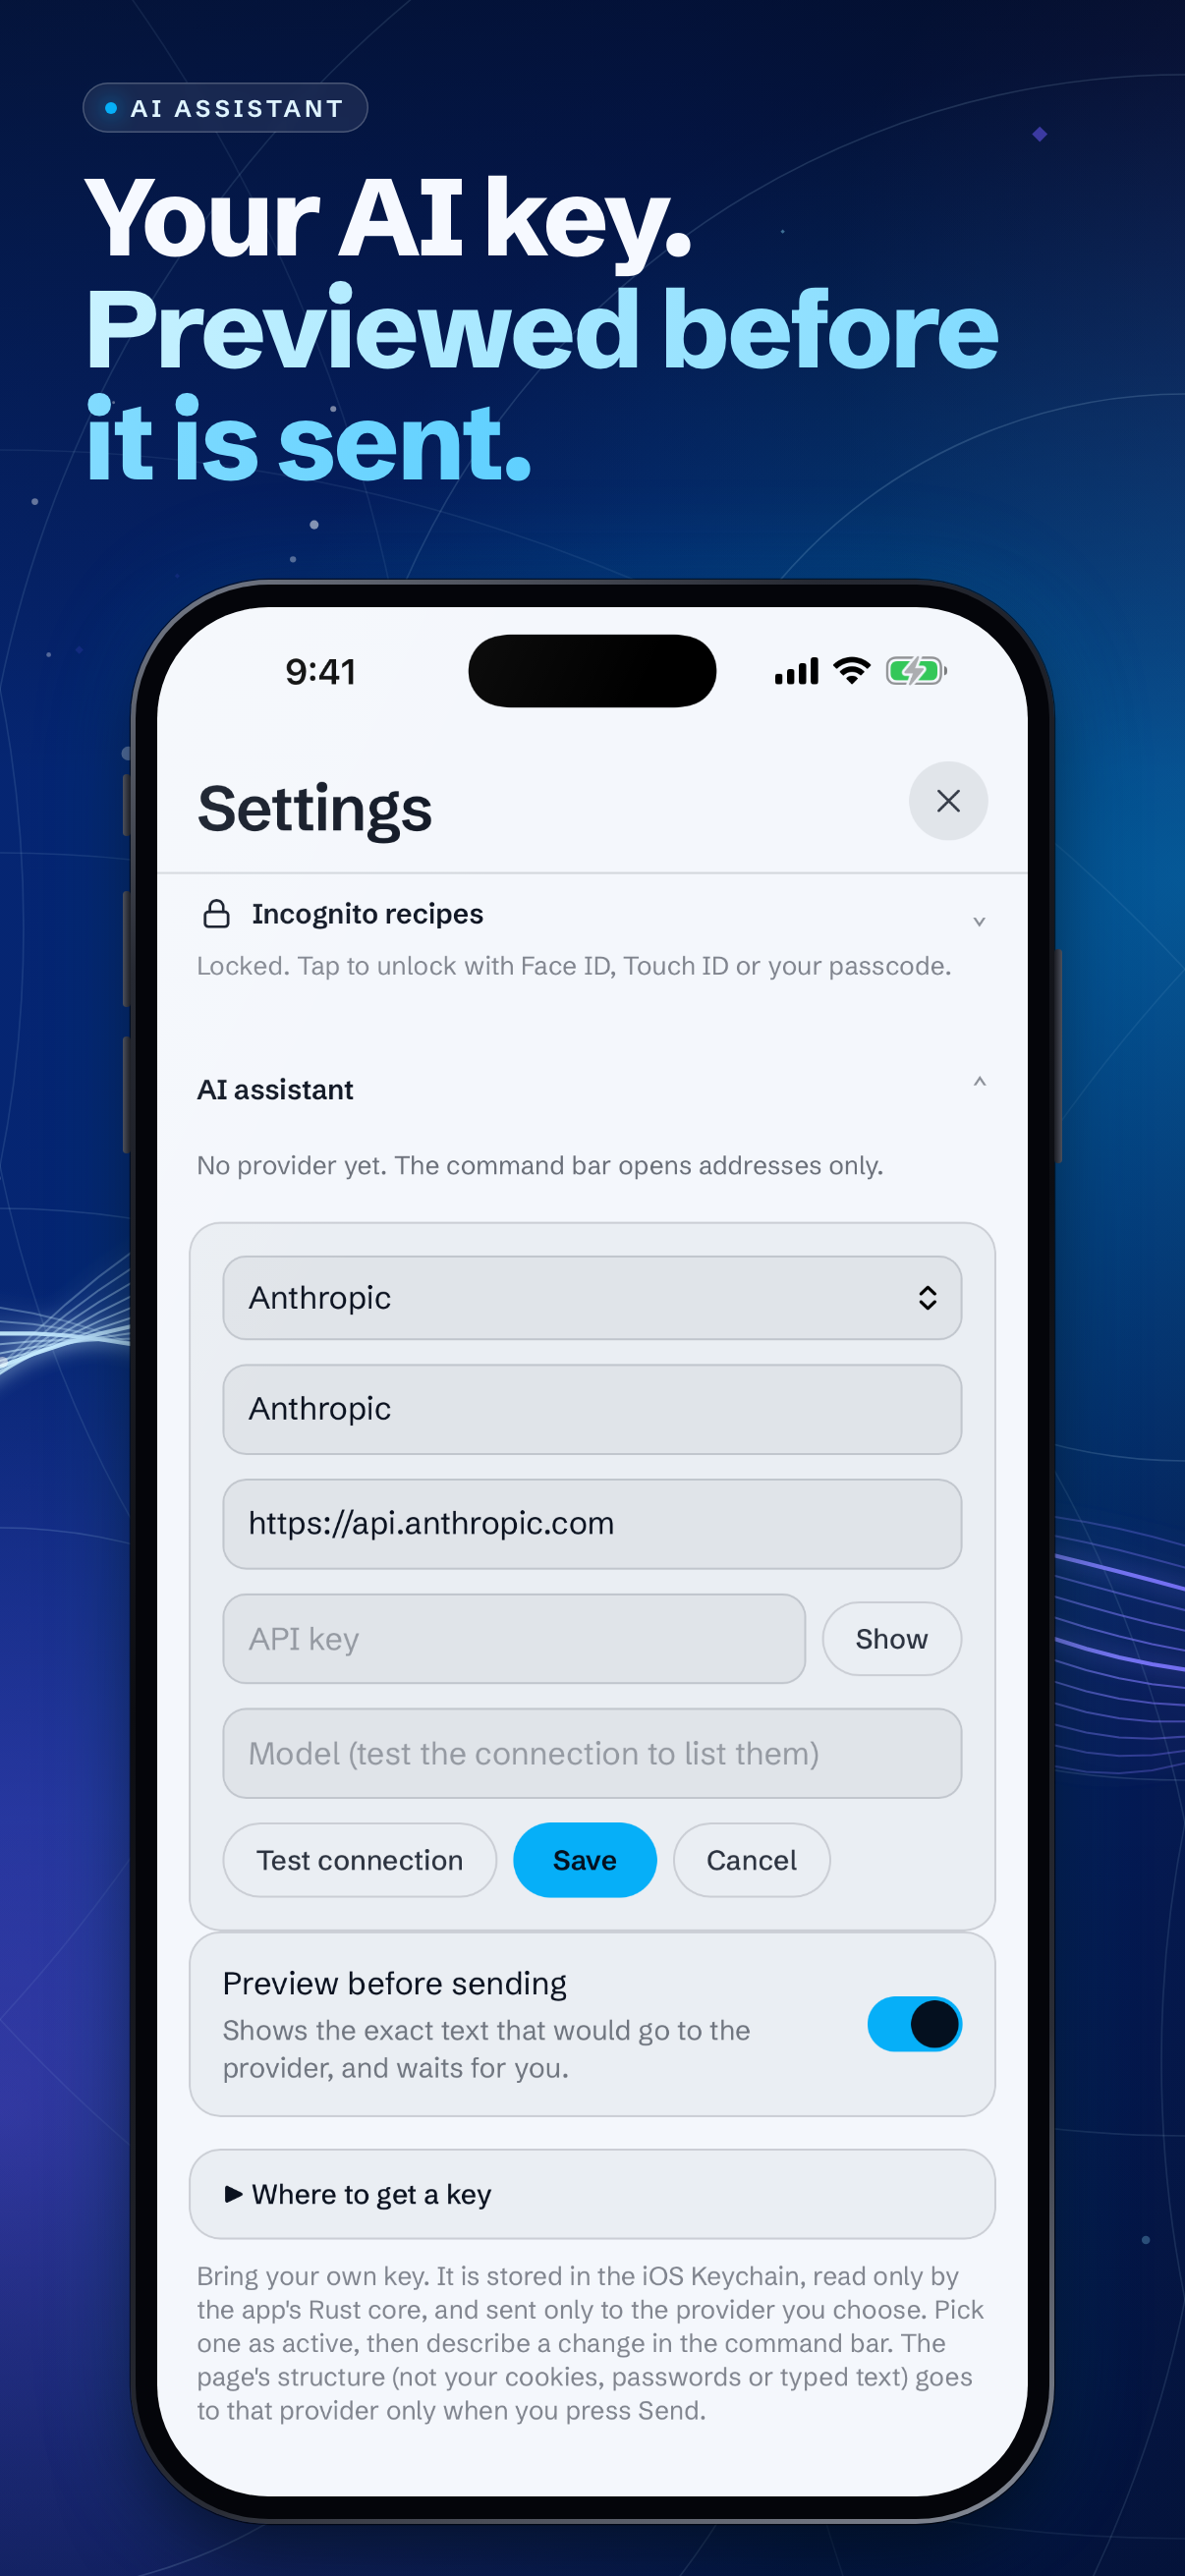 AI ASSISTANT
Your AI key.
Previewed before
it is sent.
9:41
Settings
Incognito recipes
Locked. Tap to unlock with Face ID, Touch ID or your passcode.
AI assistant
No provider yet. The command bar opens addresses only.
Anthropic
Anthropic
https://api.anthropic.com
API key
Show
Model (test the connection to list them)
Test connection
Save
Cancel
Preview before sending
Shows the exact text that would go to the
provider, and waits for you.
Where to get a key
Bring your own key. It is stored in the iOS Keychain, read only by
the app's Rust core, and sent only to the provider you choose. Pick
one as active, then describe a change in the command bar. The
page's structure (not your cookies, passwords or typed text) goes
to that provider only when you press Send.